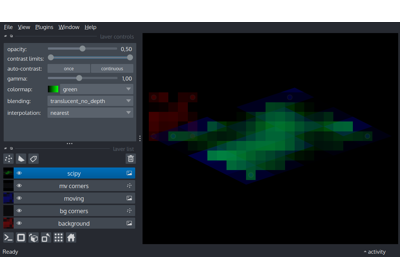 File View Plugins Window Help
layer controls
opacity: 0,50
contrast limits:
auto-contrast: once continuous
gamma: 1,00
colormap: green
blending: translucent_no_depth
interpolation: nearest
layer list
scipy
mv corners
moving
bg corners
background
Ready activity